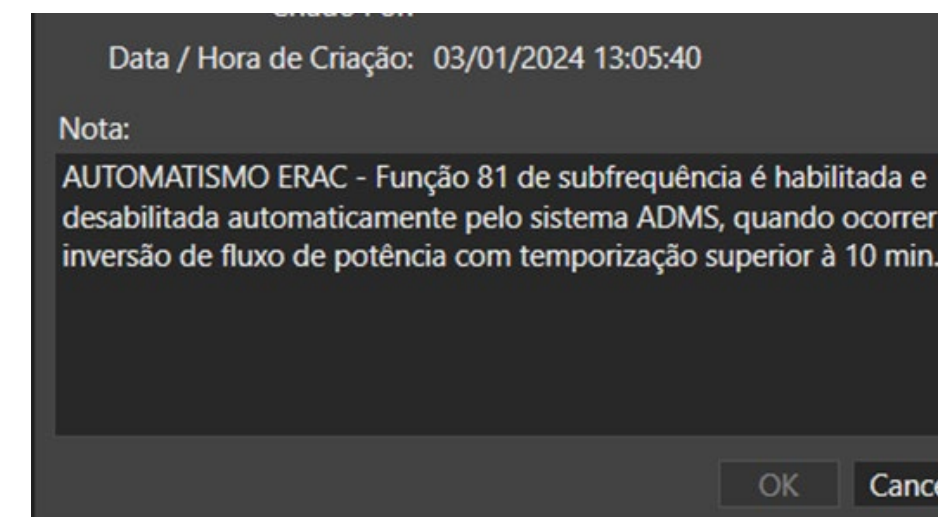 Data / Hora de Criação: 03/01/2024 13:05:40
Nota:
AUTOMATISMO ERAC - Função 81 de subfrequência é habilitada e
desabilitada automaticamente pelo sistema ADMS, quando ocorrer
inversão de fluxo de potência com temporização superior à 10 min.
OK Cance